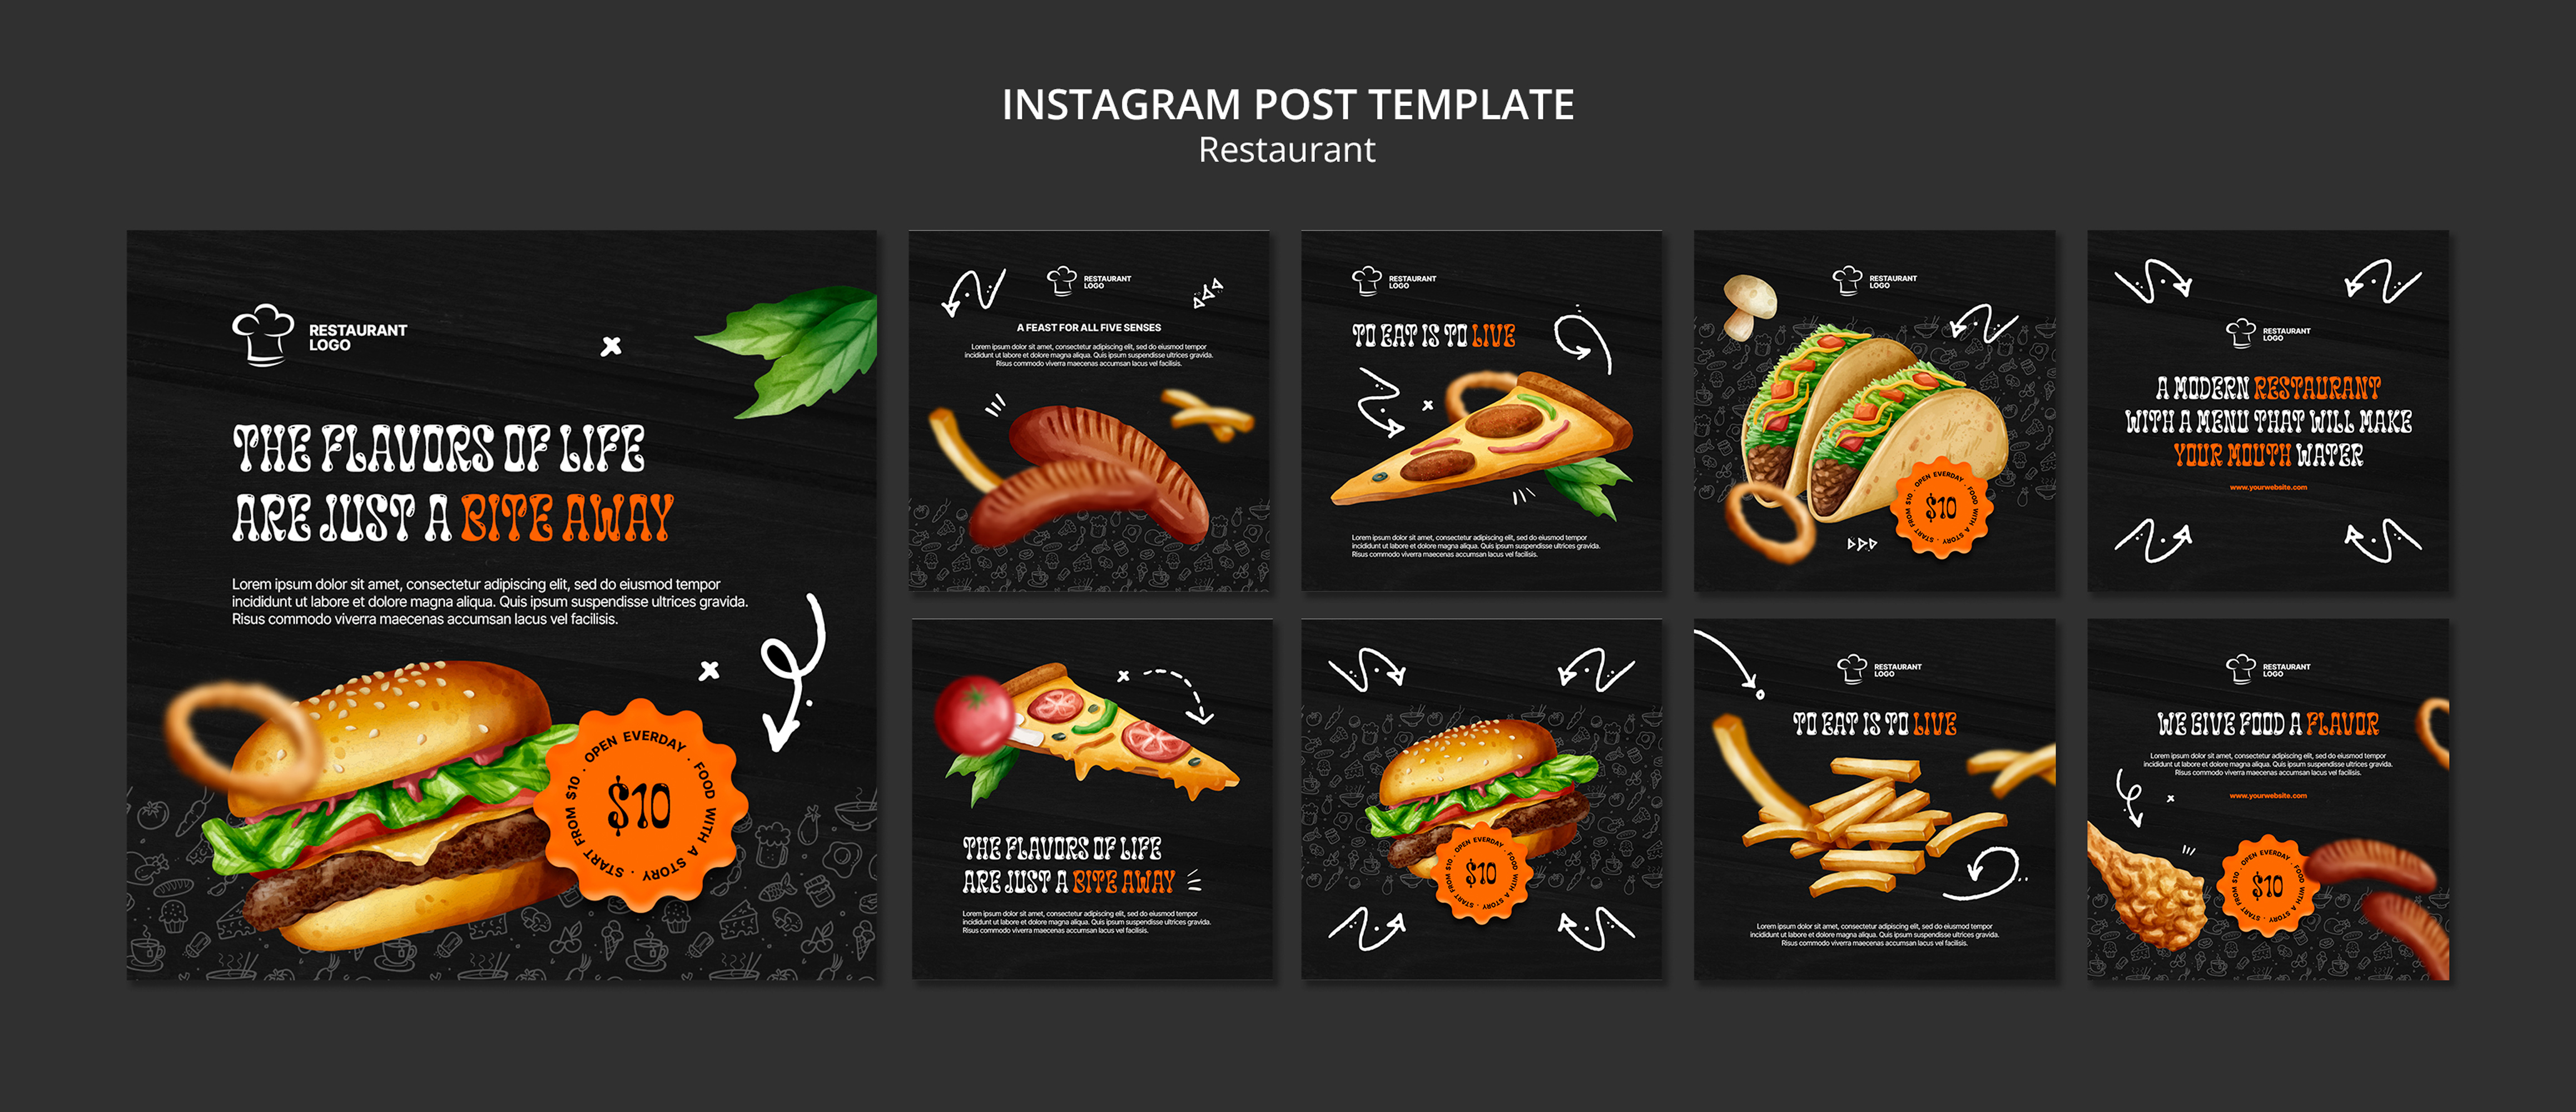 INSTAGRAM POST TEMPLATE
Restaurant
RESTAURANT
LOGO
THE FLAVORS OF LIFE
ARE JUST A BITE AWAY
Lorem ipsum dolor sit amet, consectetur adipiscing elit, sed do eiusmod tempor
incididunt ut labore et dolore magna aliqua. Quis ipsum suspendisse ultrices gravida.
Risus commodo viverra maecenas accumsan lacus vel facilisis.
START FROM $10 · OPEN EVERDAY · FOOD WITH A STORY ·
$10
RESTAURANT
LOGO
A FEAST FOR ALL FIVE SENSES
Lorem ipsum dolor sit amet, consectetur adipiscing elit, sed do eiusmod tempor
incididunt ut labore et dolore magna aliqua. Quis ipsum suspendisse ultrices gravida.
Risus commodo viverra maecenas accumsan lacus vel facilisis.
RESTAURANT
LOGO
TO EAT IS TO LIVE
Lorem ipsum dolor sit amet, consectetur adipiscing elit, sed do eiusmod tempor
incididunt ut labore et dolore magna aliqua. Quis ipsum suspendisse ultrices gravida.
Risus commodo viverra maecenas accumsan lacus vel facilisis.
RESTAURANT
LOGO
START FROM $10 · OPEN EVERDAY · FOOD WITH A STORY ·
$10
RESTAURANT
LOGO
A MODERN RESTAURANT
WITH A MENU THAT WILL MAKE
YOUR MOUTH WATER
www.yourwebsite.com
THE FLAVORS OF LIFE
ARE JUST A BITE AWAY
Lorem ipsum dolor sit amet, consectetur adipiscing elit, sed do eiusmod tempor
incididunt ut labore et dolore magna aliqua. Quis ipsum suspendisse ultrices gravida.
Risus commodo viverra maecenas accumsan lacus vel facilisis.
START FROM $10 · OPEN EVERDAY · FOOD WITH A STORY ·
$10
RESTAURANT
LOGO
TO EAT IS TO LIVE
Lorem ipsum dolor sit amet, consectetur adipiscing elit, sed do eiusmod tempor
incididunt ut labore et dolore magna aliqua. Quis ipsum suspendisse ultrices gravida.
Risus commodo viverra maecenas accumsan lacus vel facilisis.
RESTAURANT
LOGO
WE GIVE FOOD A FLAVOR
Lorem ipsum dolor sit amet, consectetur adipiscing elit, sed do eiusmod tempor
incididunt ut labore et dolore magna aliqua. Quis ipsum suspendisse ultrices gravida.
Risus commodo viverra maecenas accumsan lacus vel facilisis.
www.yourwebsite.com
START FROM $10 · OPEN EVERDAY · FOOD WITH A STORY ·
$10